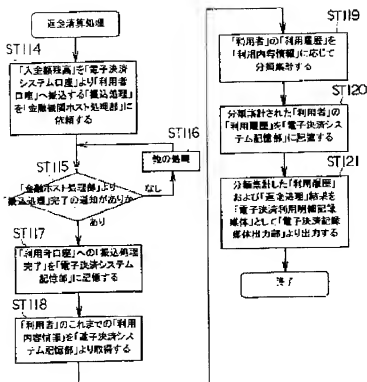 返金清算処理
ST114
「入金額残高」を「電子決済
システム口座」より「利用者
口座」へ振込する「振込処理」
を「金融機関ホスト処理部」に
依頼する
ST116
他の処理
ST115
「金融ホスト処理部」より
振込処理」完了の通知がありか
なし
あり
ST117
「利用者口座」への「振込処理
完了」を「電子決済システム
記憶部」に記憶する
ST118
「利用者」のこれまでの「利用
内容情報」を「電子決済シス
テム記憶部」より取得する
ST119
「利用者」の「利用履歴」を
「利用内容情報」に応じて
分類集計する
ST120
分類集計された「利用者」の
「利用履歴」を「電子決済シ
ステム記憶部」に記憶する
ST121
分類集計した「利用履歴」
および「返金処理」結果を
「電子決済利用明細記録
媒体」として「電子決済記録
媒体出力部」より出力する
終了